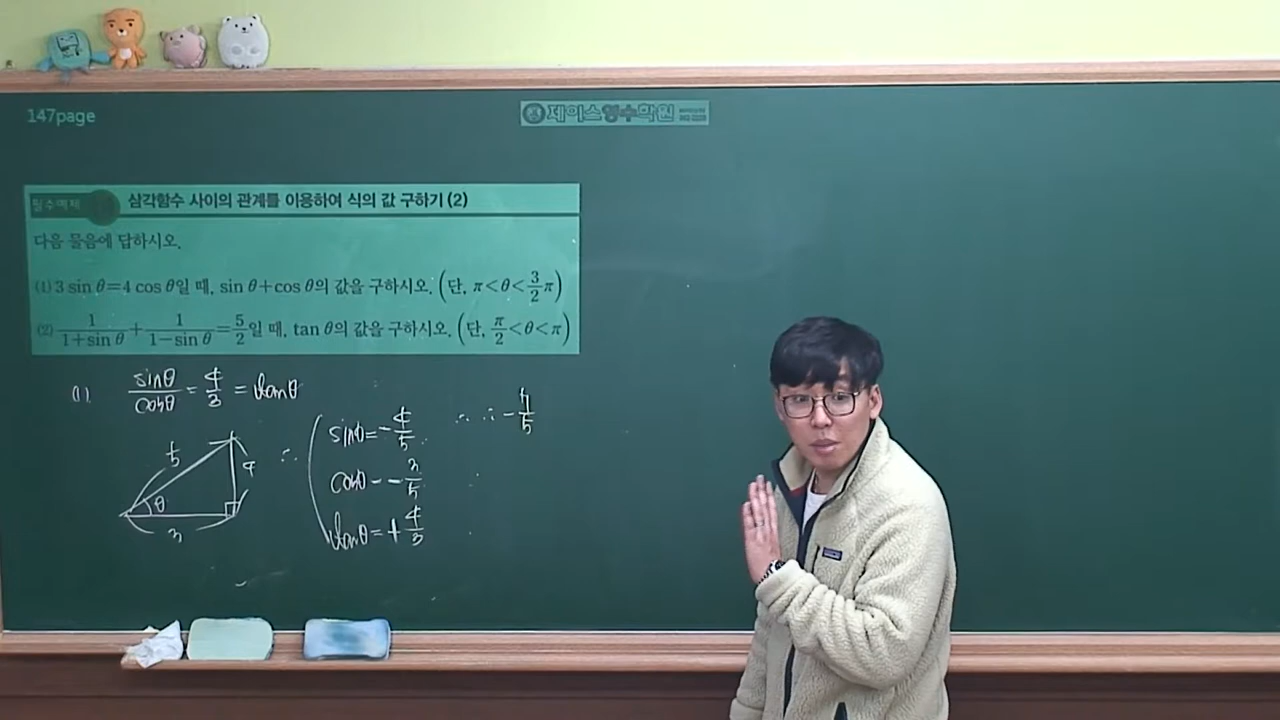 147page
제이스영수학원
필수예제
삼각함수 사이의 관계를 이용하여 식의 값 구하기 (2)
다음 물음에 답하시오.
(1) 3 sin θ=4 cos θ일 때, sin θ+cos θ의 값을 구하시오. (단, π<θ<3/2π)
(2) 1/(1+sin θ) + 1/(1-sin θ) = 5/2일 때, tan θ의 값을 구하시오. (단, π/2<θ<π)
(1) sinθ/cosθ = 4/3 = tanθ
5 4 θ 3
∴ sinθ = -4/5 ∴ ∴ -7/5
cosθ = -3/5
tanθ = +4/3